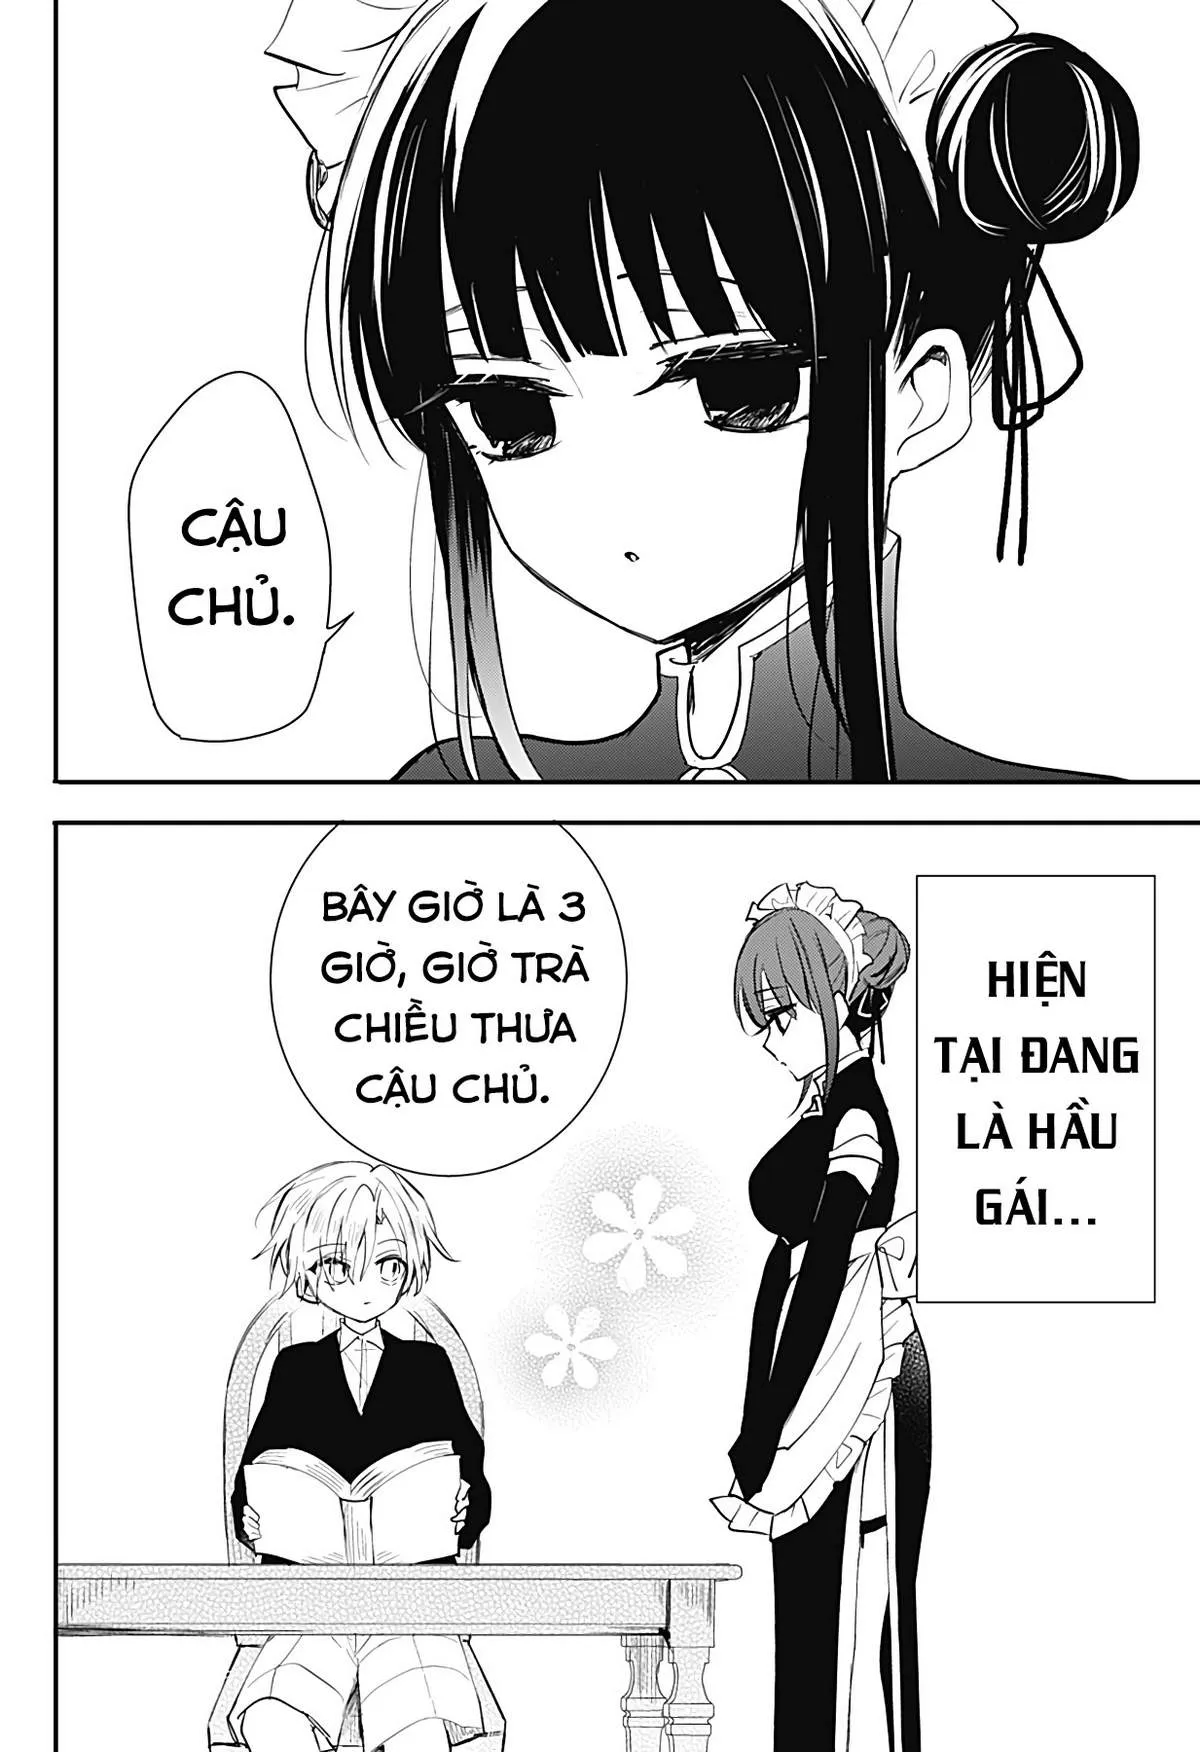 CẬU
CHỦ.
HIỆN
TẠI ĐANG
LÀ HẦU
GÁI...
BÂY GIỜ LÀ 3
GIỜ, GIỜ TRÀ
CHIỀU THƯA
CẬU CHỦ.